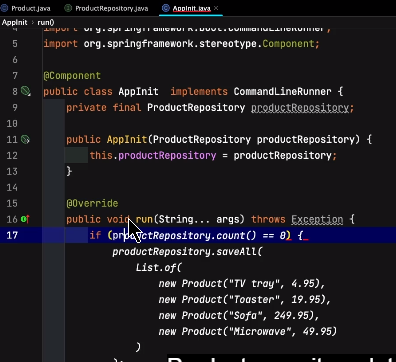 Product.java ProductRepository.java AppInit.java ×
AppInit run()
5 import org.springframework.stereotype.Component;
6
7 @Component
8 public class AppInit implements CommandLineRunner {
9 private final ProductRepository productRepository;
10
11 public AppInit(ProductRepository productRepository) {
12 this.productRepository = productRepository;
13 }
14
15 @Override
16 public void run(String... args) throws Exception {
17 if (productRepository.count() == 0) {
productRepository.saveAll(
List.of(
new Product("TV tray", 4.95),
new Product("Toaster", 19.95),
new Product("Sofa", 249.95),
new Product("Microwave", 49.95)
)